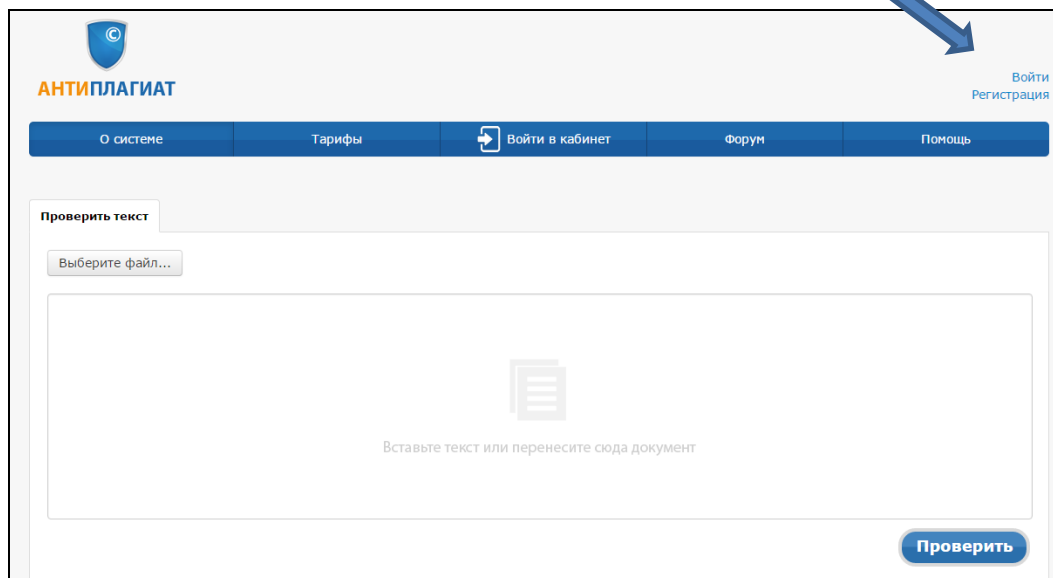 ©
АНТИПЛАГИАТ
Войти
Регистрация
О системе
Тарифы
Войти в кабинет
Форум
Помощь
Проверить текст
Выберите файл...
Вставьте текст или перенесите сюда документ
Проверить